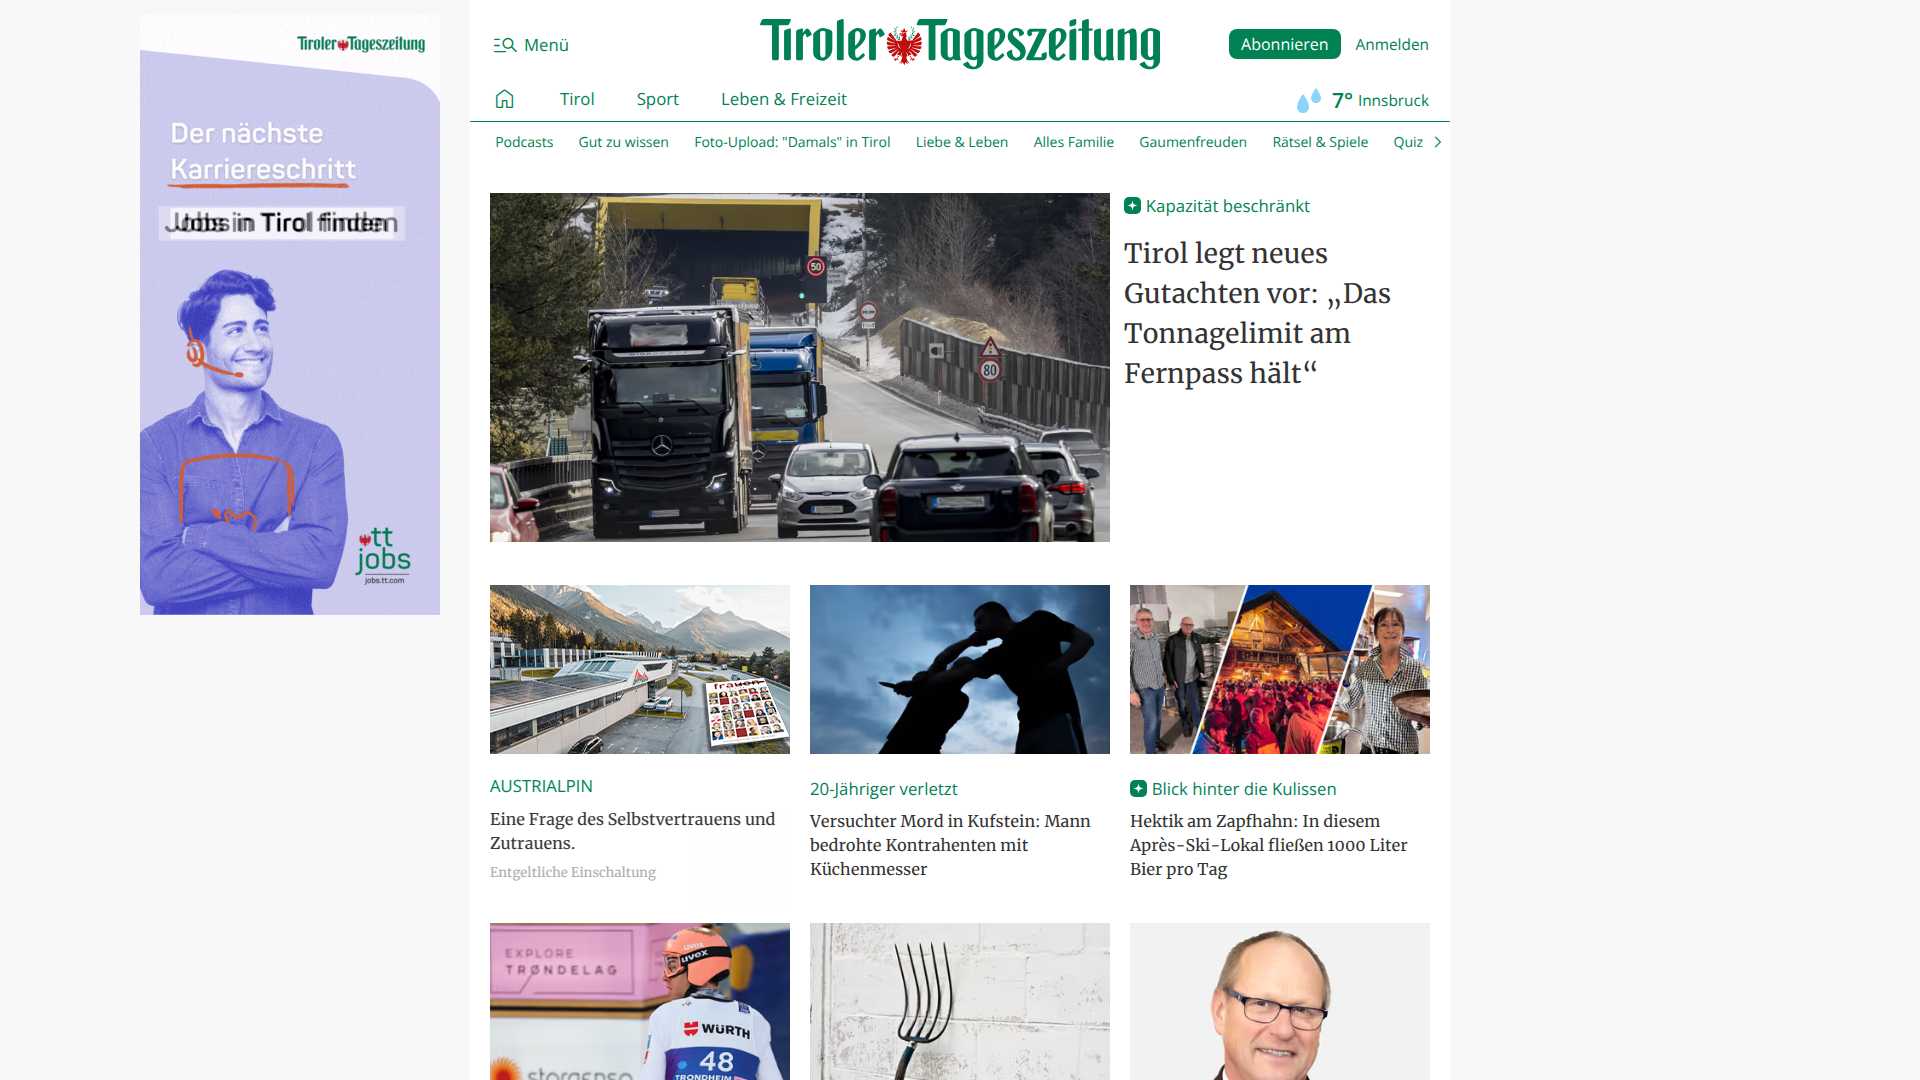 Tiroler Tageszeitung
Der nächste
Karriereschritt
Jobs in Tirol finden
tt
jobs
jobs.tt.com
Menü
Tiroler Tageszeitung
Abonnieren
Anmelden
Tirol
Sport
Leben & Freizeit
7° Innsbruck
Podcasts
Gut zu wissen
Foto-Upload: "Damals" in Tirol
Liebe & Leben
Alles Familie
Gaumenfreuden
Rätsel & Spiele
Quiz
50
80
Kapazität beschränkt
Tirol legt neues
Gutachten vor: „Das
Tonnagelimit am
Fernpass hält“
frauen
AUSTRIALPIN
Eine Frage des Selbstvertrauens und
Zutrauens.
Entgeltliche Einschaltung
20-Jähriger verletzt
Versuchter Mord in Kufstein: Mann
bedrohte Kontrahenten mit
Küchenmesser
Blick hinter die Kulissen
Hektik am Zapfhahn: In diesem
Après-Ski-Lokal fließen 1000 Liter
Bier pro Tag
EXPLORE
TRØNDELAG
uvex
WÜRTH
48
TRONDHEIM